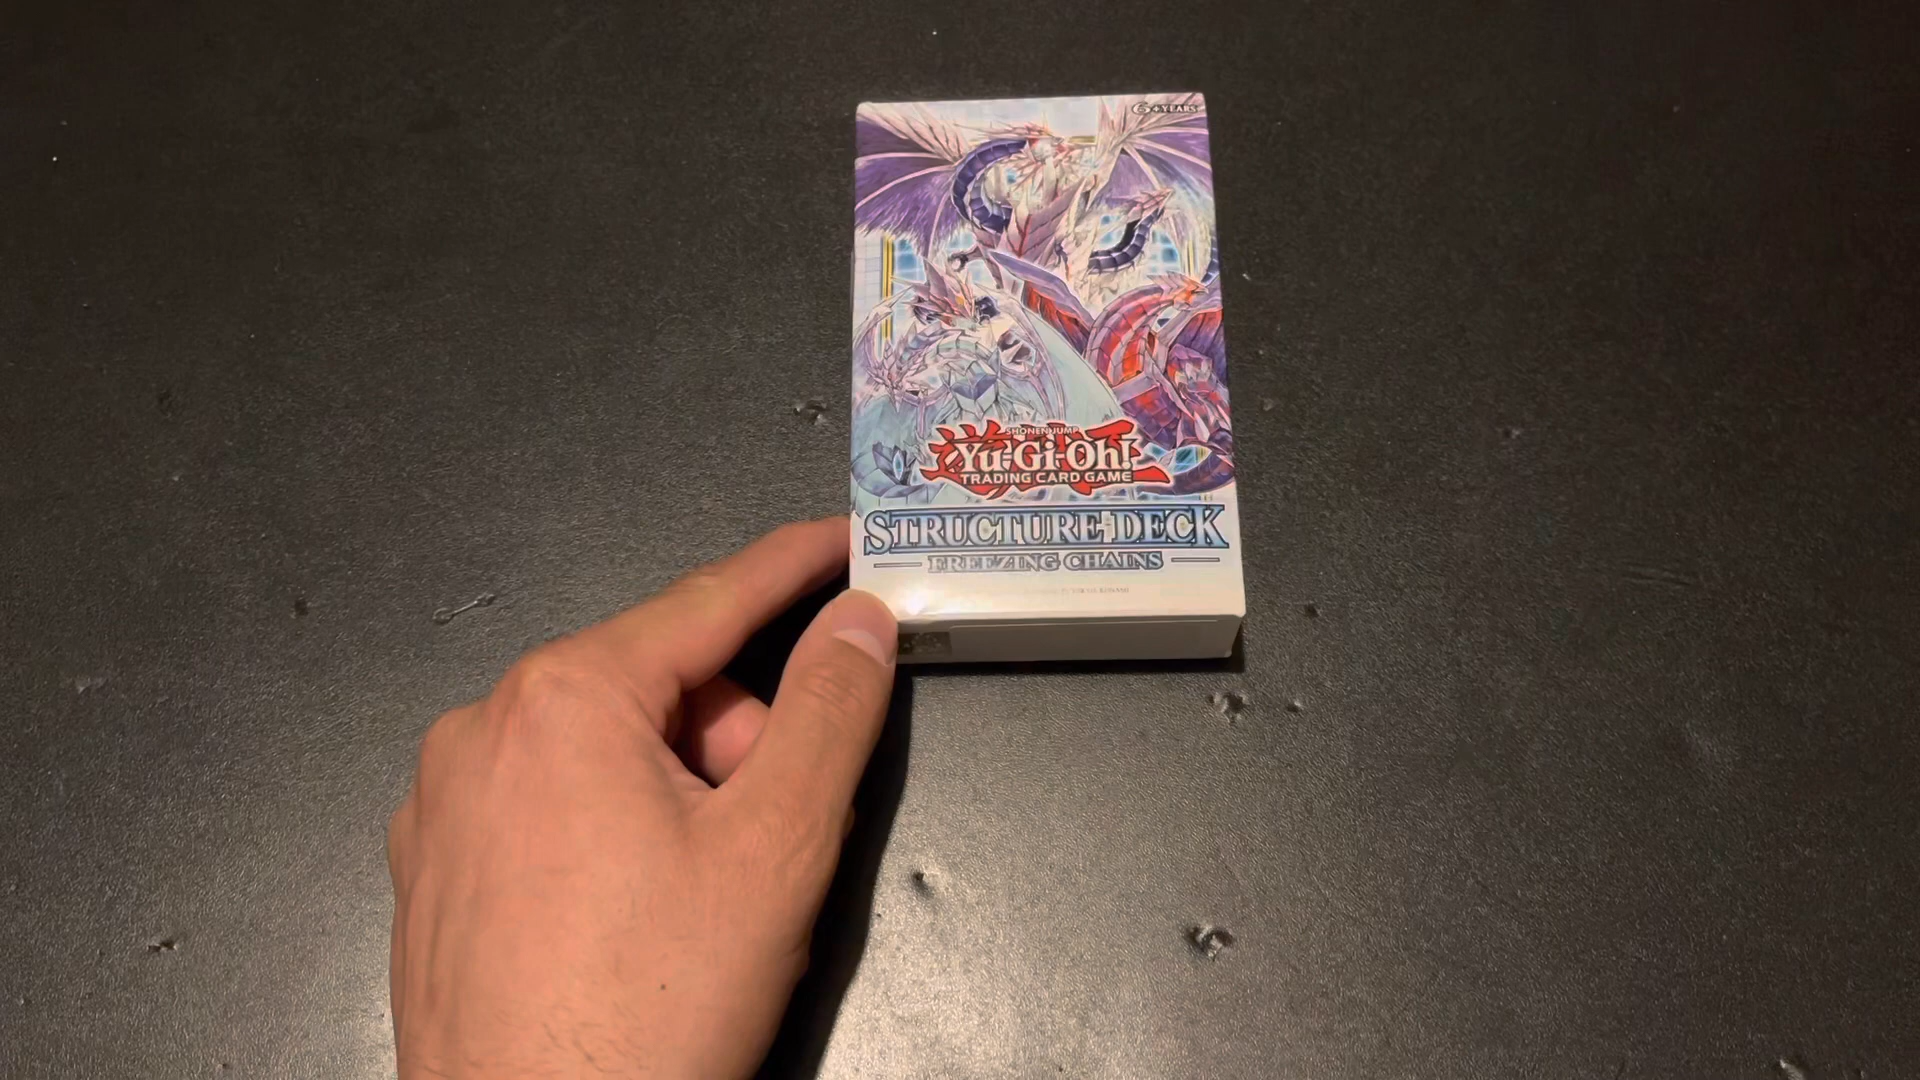 6+YEARS
SHONEN JUMP
Yu-Gi-Oh!
TRADING CARD GAME
STRUCTURE DECK
FREEZING CHAINS